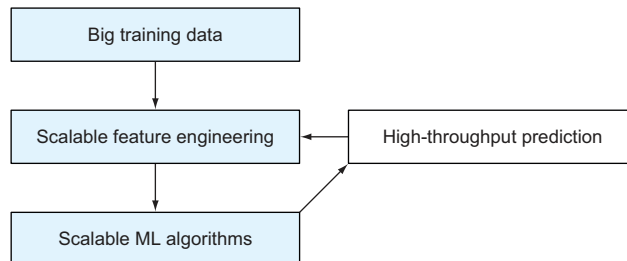 Big training data
Scalable feature engineering
High-throughput prediction
Scalable ML algorithms